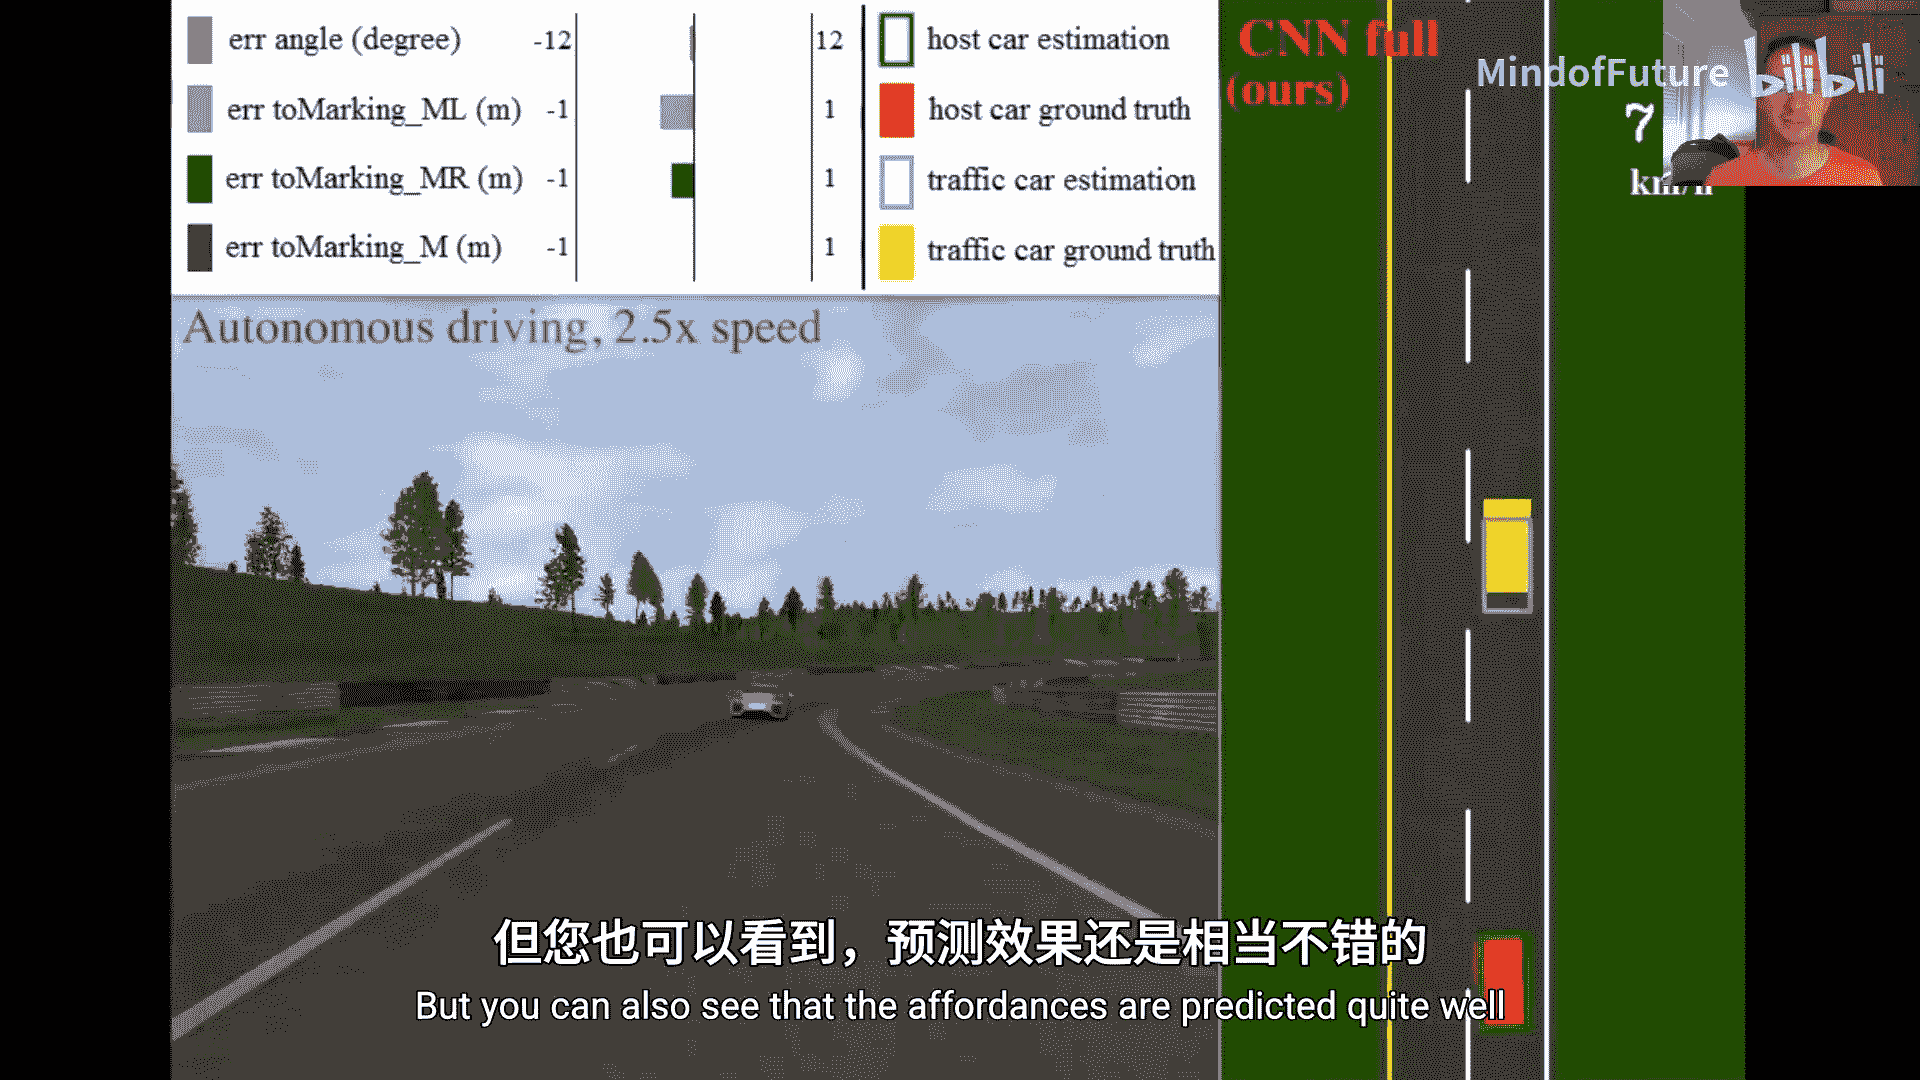 err angle (degree) -12 12
err toMarking_ML (m) -1 1
err toMarking_MR (m) -1 1
err toMarking_M (m) -1 1
host car estimation
host car ground truth
traffic car estimation
traffic car ground truth
CNN full
(ours)
MindofFuture bilibili
7
km/h
Autonomous driving, 2.5x speed
但您也可以看到，预测效果还是相当不错的
But you can also see that the affordances are predicted quite well